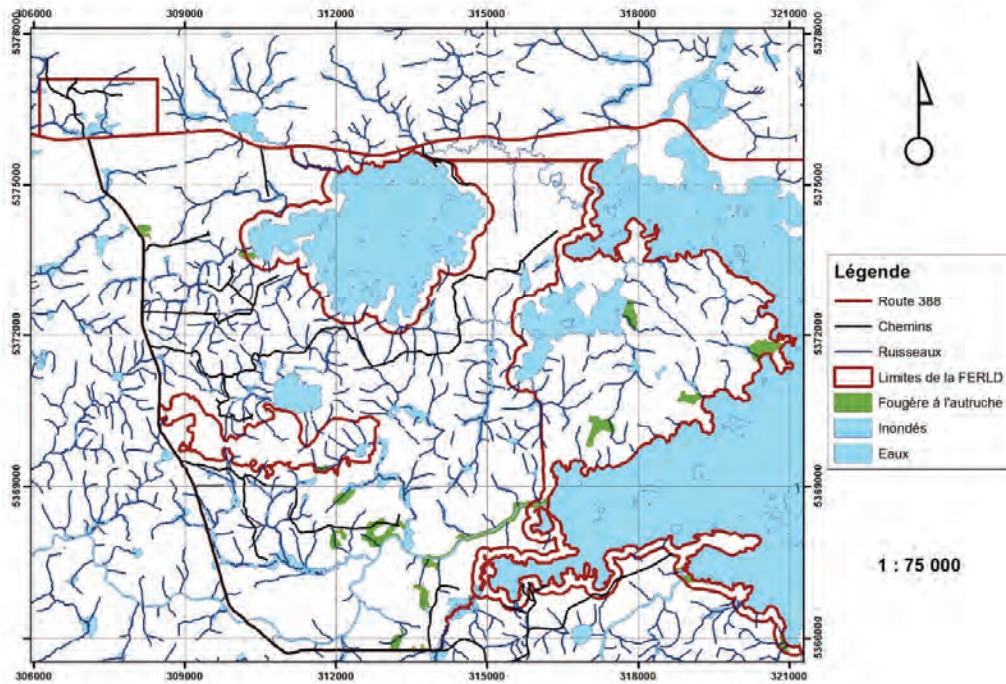 306000 309000 312000 315000 318000 321000
5378000 5378000
5375000 5375000
5372000 5372000
5369000 5369000
5366000 5366000
306000 309000 312000 315000 318000 321000
Légende
Route 388
Chemins
Ruisseaux
Limites de la FERLD
Fougère à l'autruche
Inondés
Eaux
1 : 75 000